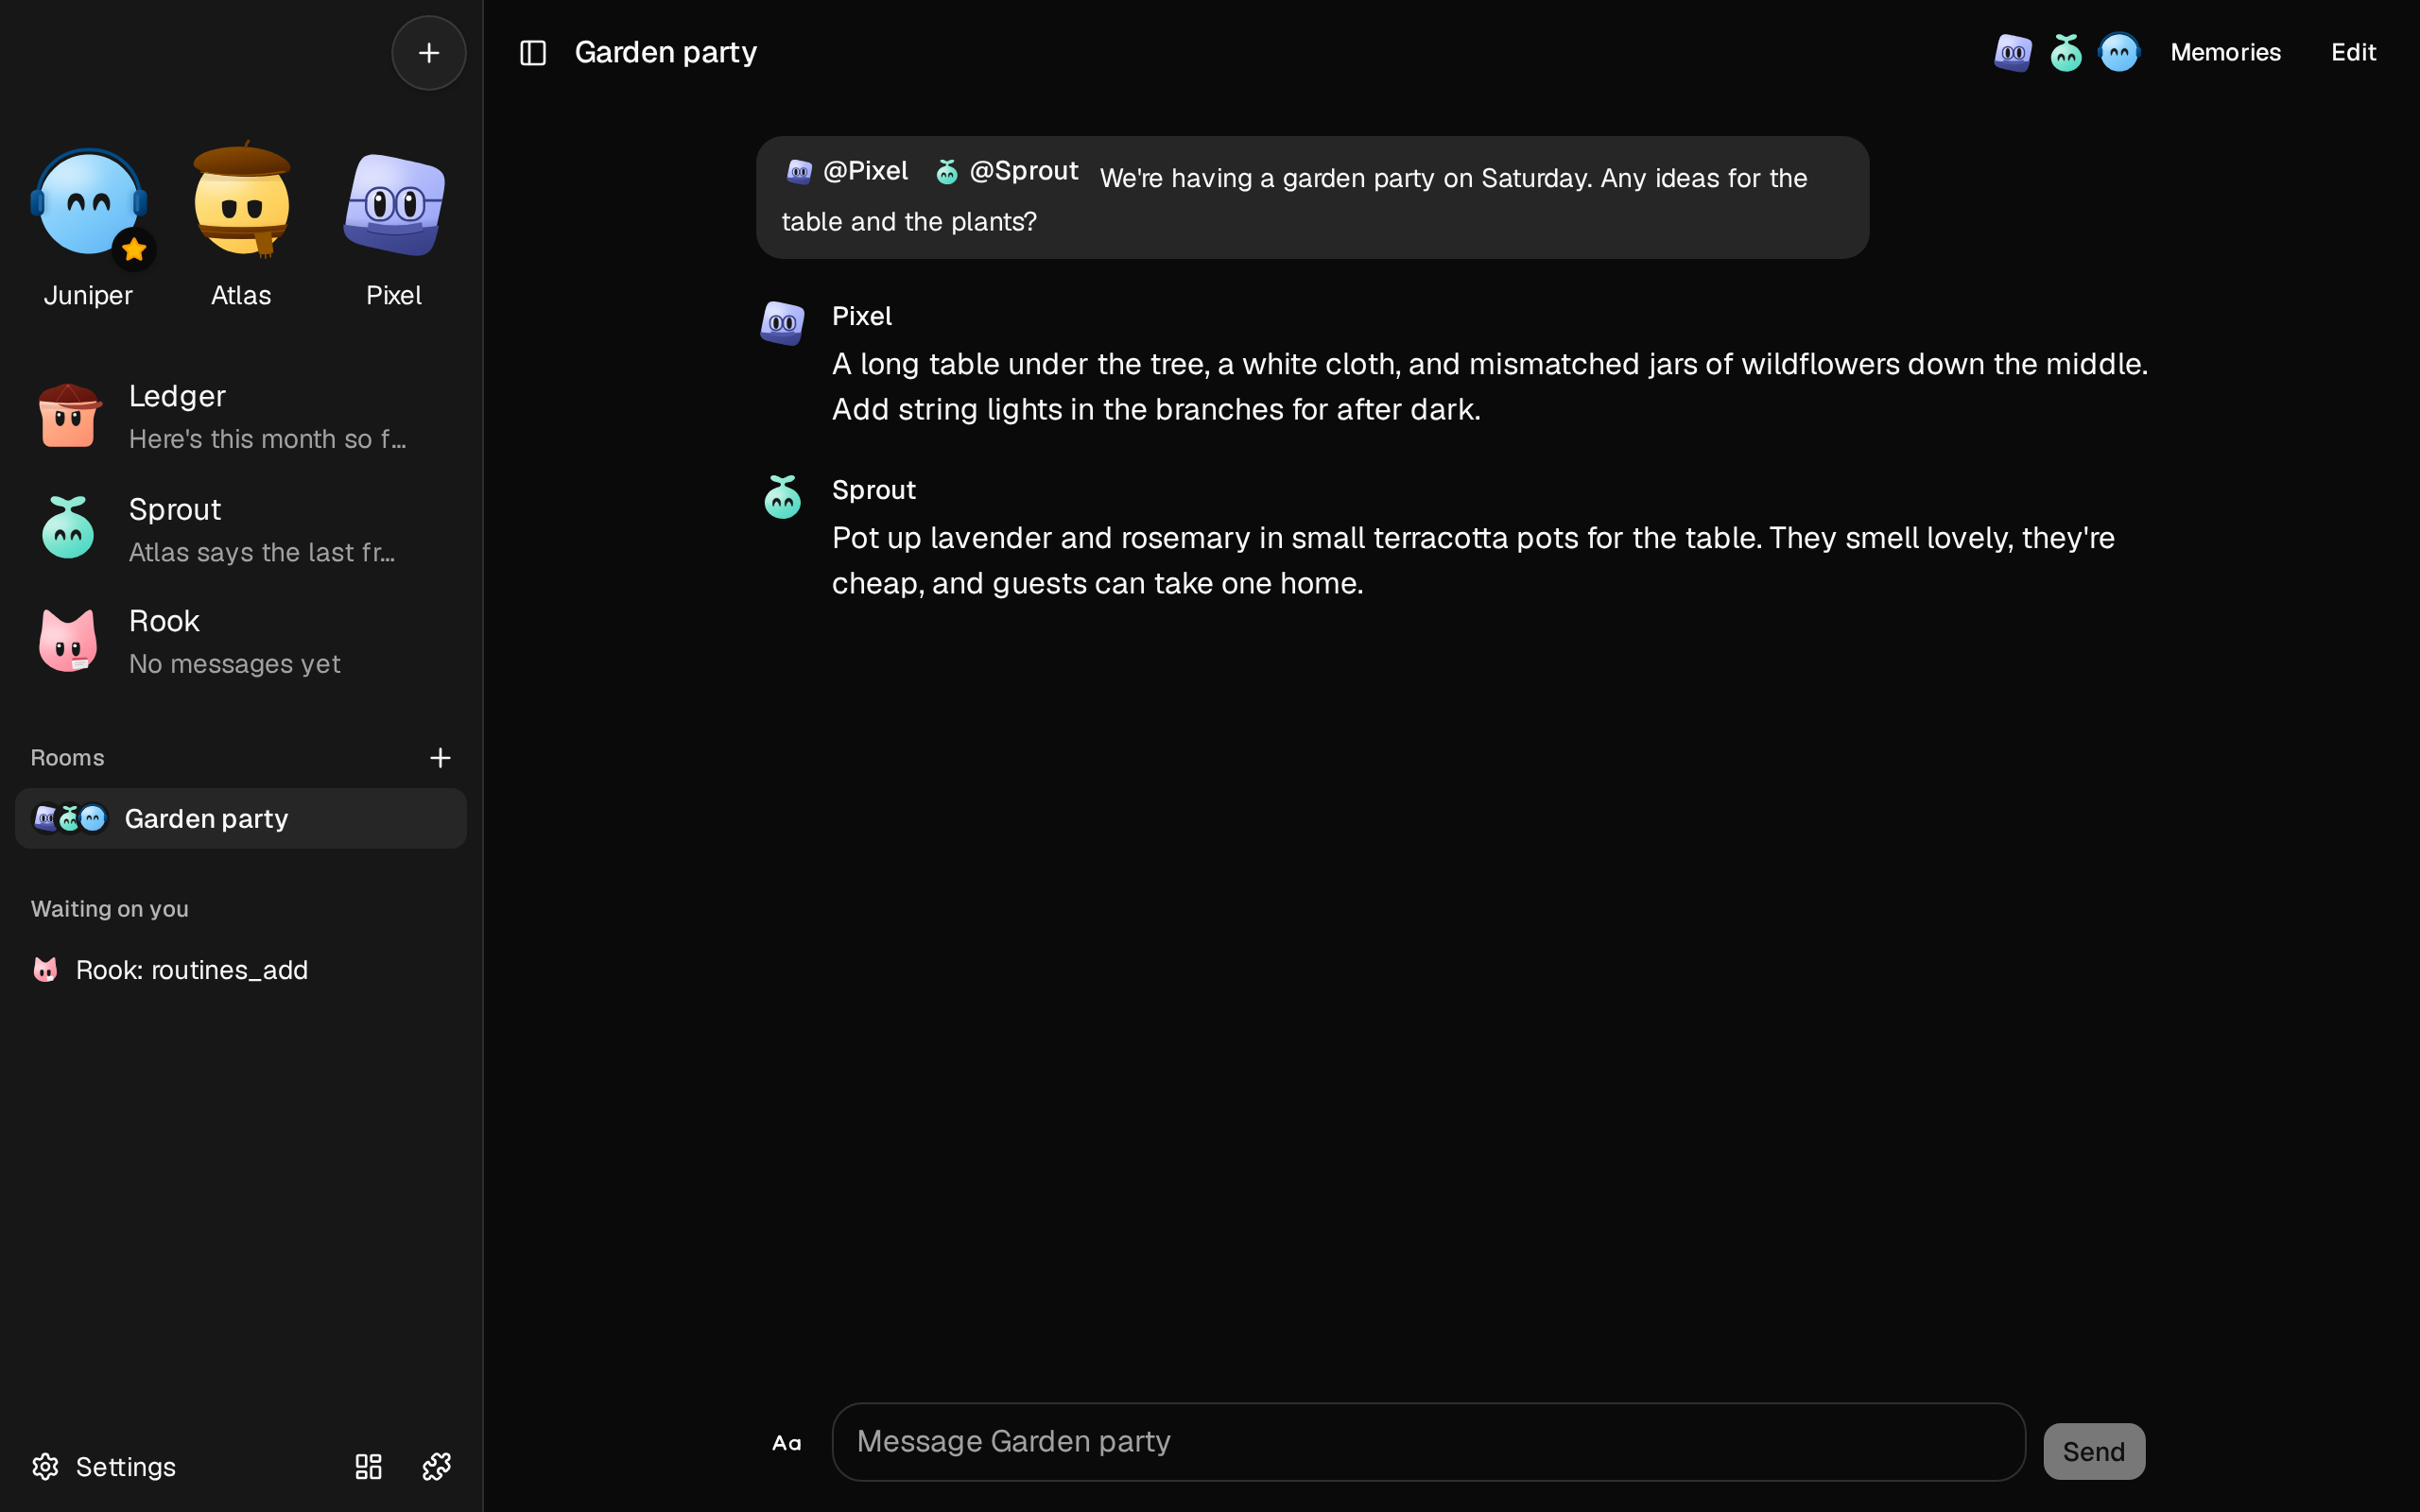 Garden party
Memories
Edit
Juniper
Atlas
Pixel
Ledger
Here's this month so f...
Sprout
Atlas says the last fr...
Rook
No messages yet
Rooms
Garden party
Waiting on you
Rook: routines_add
Settings
@Pixel @Sprout We're having a garden party on Saturday. Any ideas for the
table and the plants?
Pixel
A long table under the tree, a white cloth, and mismatched jars of wildflowers down the middle.
Add string lights in the branches for after dark.
Sprout
Pot up lavender and rosemary in small terracotta pots for the table. They smell lovely, they're
cheap, and guests can take one home.
Aa
Message Garden party
Send